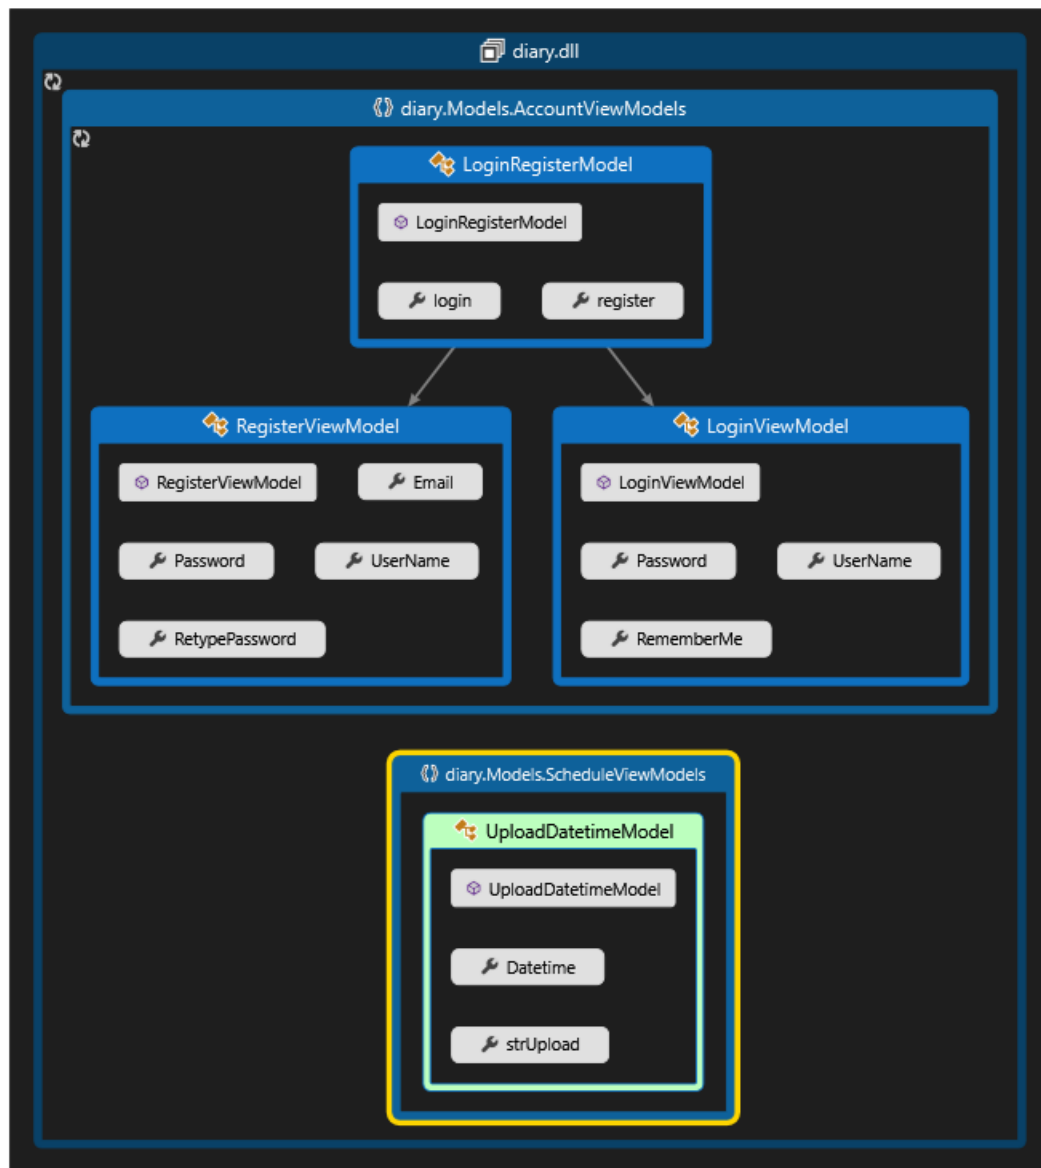 diary.dll
diary.Models.AccountViewModels
LoginRegisterModel
LoginRegisterModel
login
register
RegisterViewModel
LoginViewModel
RegisterViewModel
Email
LoginViewModel
Password
UserName
Password
UserName
RetypePassword
RememberMe
diary.Models.ScheduleViewModels
UploadDatetimeModel
UploadDatetimeModel
Datetime
strUpload